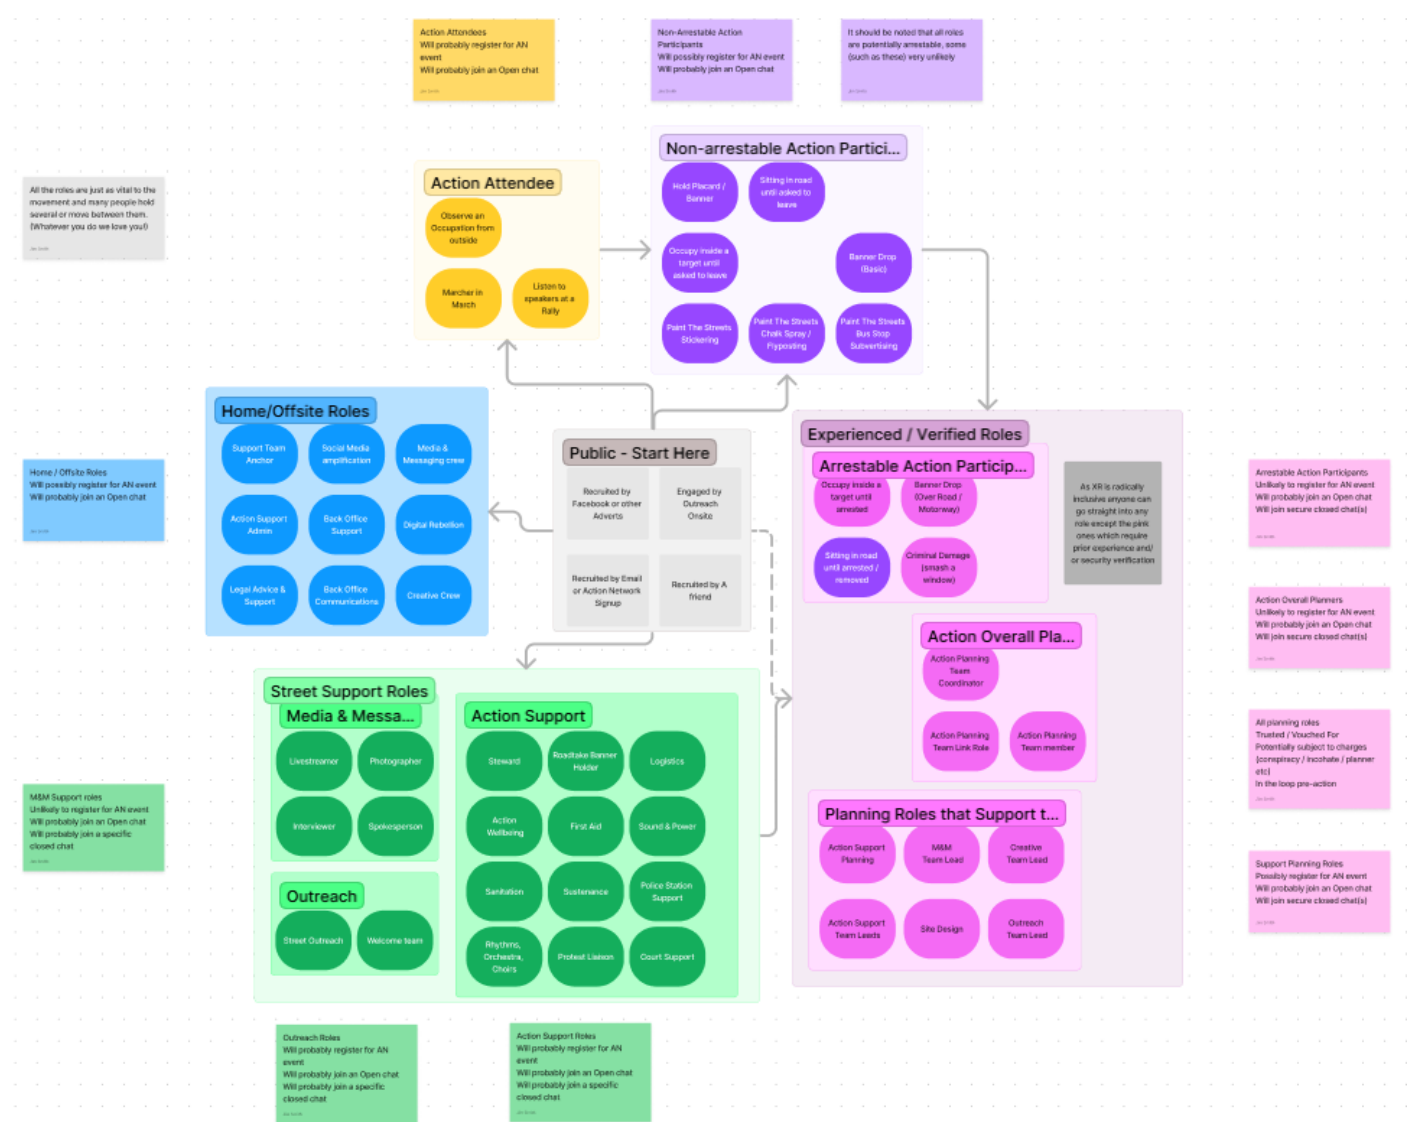 Action Attendees
Will probably register for AN
event
Will probably join an Open chat
Non-Arrestable Action
Participants
Will possibly register for AN event
Will probably join an Open chat
It should be noted that all roles
are potentially arrestable, some
(such as these) very unlikely
All the roles are just as vital to the
movement and many people hold
several or move between them.
(Whatever you do we love you!)
Action Attendee
Observe an
Occupation from
outside
Marcher in
March
Listen to
speakers at a
Rally
Non-arrestable Action Partici...
Hold Placard /
Banner
Sitting in road
until asked to
leave
Occupy inside a
target until
asked to leave
Banner Drop
(Basic)
Paint The Streets
Stickering
Paint The Streets
Chalk Spray /
Flyposting
Paint The Streets
Bus Stop
Subvertising
Home / Offsite Roles
Will possibly register for AN event
Will probably join an Open chat
Home/Offsite Roles
Support Team
Anchor
Social Media
amplification
Media &
Messaging crew
Action Support
Admin
Back Office
Support
Digital Rebellion
Legal Advice &
Support
Back Office
Communications
Creative Crew
Public - Start Here
Recruited by
Facebook or other
Adverts
Engaged by
Outreach
Onsite
Recruited by Email
or Action Network
Signup
Recruited by A
friend
Experienced / Verified Roles
Arrestable Action Particip...
Occupy inside a
target until
arrested
Banner Drop
(Over Road /
Motorway)
Sitting in road
until arrested /
removed
Criminal Damage
(smash a
window)
As XR is radically
inclusive anyone can
go straight into any
role except the pink
ones which require
prior experience and/
or security verification
Action Overall Pla...
Action Planning
Team
Coordinator
Action Planning
Team Link Role
Action Planning
Team member
Planning Roles that Support t...
Action Support
Planning
M&M
Team Lead
Creative
Team Lead
Action Support
Team Leads
Site Design
Outreach
Team Lead
Arrestable Action Participants
Unlikely to register for AN event
Will probably join an Open chat
Will join secure closed chat(s)
Action Overall Planners
Unlikely to register for AN event
Will probably join an Open chat
Will join secure closed chat(s)
All planning roles
Trusted / Vouched For
Potentially subject to charges
(conspiracy / incohate / planner
etc)
In the loop pre-action
Support Planning Roles
Possibly register for AN event
Will probably join an Open chat
Will join secure closed chat(s)
M&M Support roles
Unlikely to register for AN event
Will probably join an Open chat
Will probably join a specific
closed chat
Street Support Roles
Media & Messa...
Livestreamer
Photographer
Interviewer
Spokesperson
Outreach
Street Outreach
Welcome team
Action Support
Steward
Roadtake Banner
Holder
Logistics
Action
Wellbeing
First Aid
Sound & Power
Sanitation
Sustenance
Police Station
Support
Rhythms,
Orchestra,
Choirs
Protest Liaison
Court Support
Outreach Roles
Will probably register for AN
event
Will probably join an Open chat
Will probably join a specific
closed chat
Action Support Roles
Will probably register for AN
event
Will probably join an Open chat
Will probably join a specific
closed chat